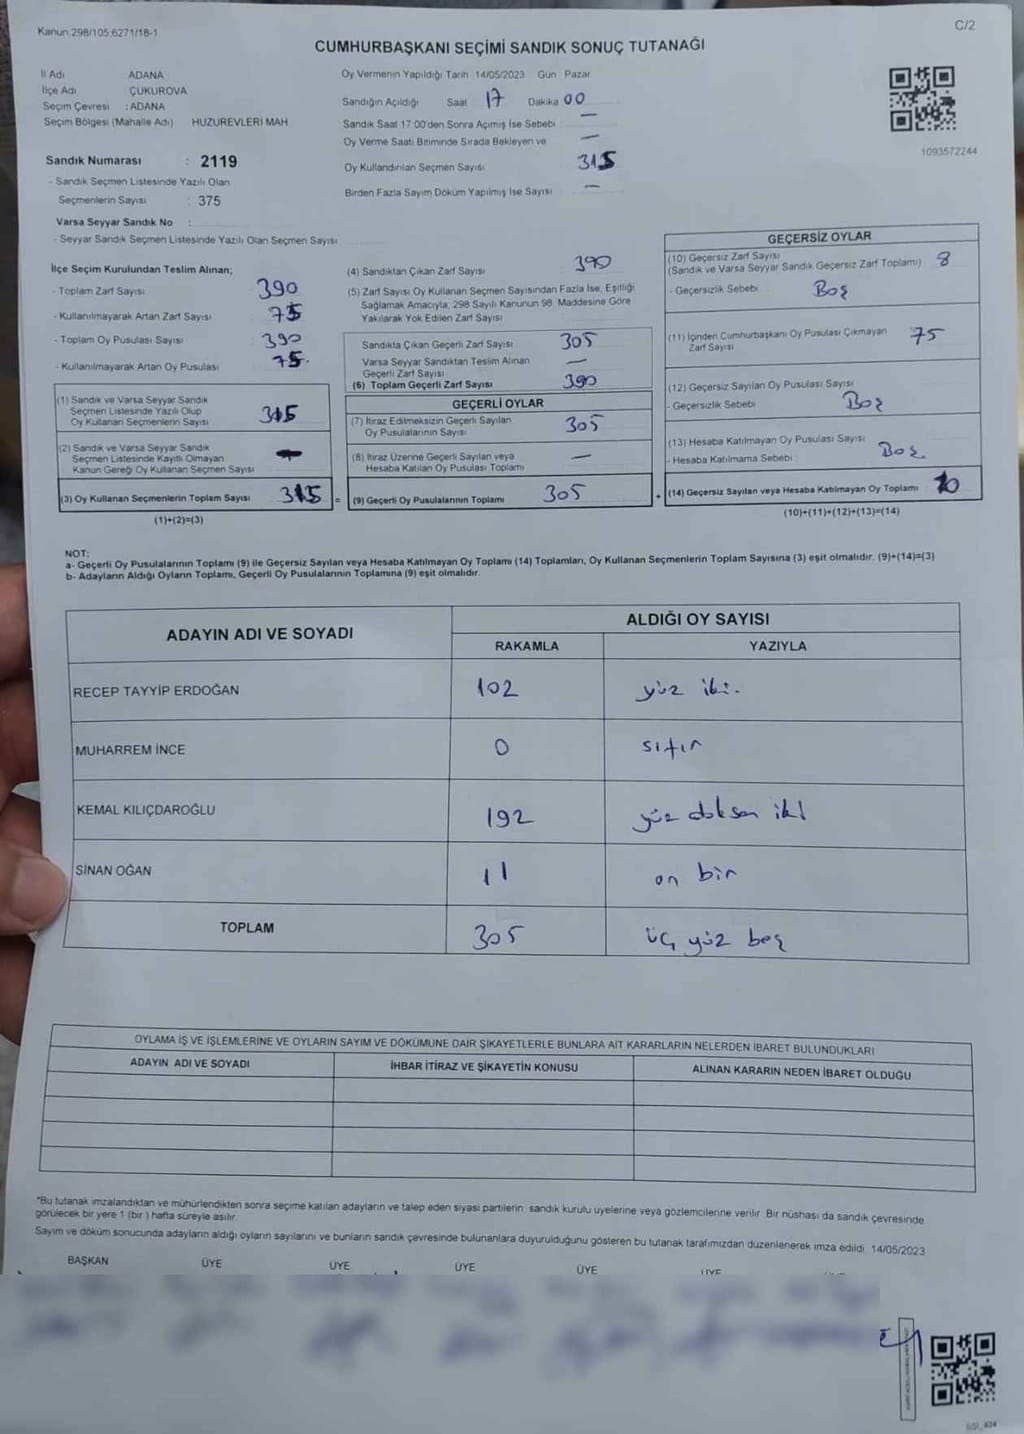 Kanun:298/105.6271/18-1
C/2
CUMHURBAŞKANI SEÇİMİ SANDIK SONUÇ TUTANAĞI
İl Adı ADANA
İlçe Adı ÇUKUROVA
Seçim Çevresi : ADANA
Seçim Bölgesi (Mahalle Adı) HUZUREVLERİ MAH
Oy Vermenin Yapıldığı Tarih 14/05/2023 Gün Pazar
Sandığın Açıldığı Saat 17 Dakika 00
Sandık Saat 17:00'den Sonra Açımış İse Sebebi : —
Oy Verme Saati Bitiminde Sırada Bekleyen ve —
Oy Kullandırılan Seçmen Sayısı 315
Birden Fazla Sayım Döküm Yapılmış İse Sayısı —
1093572244
Sandık Numarası : 2119
- Sandık Seçmen Listesinde Yazılı Olan
Seçmenlerin Sayısı : 375
Varsa Seyyar Sandık No :
- Seyyar Sandık Seçmen Listesinde Yazılı Olan Seçmen Sayısı
İlçe Seçim Kurulundan Teslim Alınan;
- Toplam Zarf Sayısı 390
- Kullanılmayarak Artan Zarf Sayısı 75
- Toplam Oy Pusulası Sayısı 390
- Kullanılmayarak Artan Oy Pusulası 75.
(1) Sandık ve Varsa Seyyar Sandık
Seçmen Listesinde Yazılı Olup
Oy Kullanan Seçmenlerin Sayısı 315
(2) Sandık ve Varsa Seyyar Sandık
Seçmen Listesinde Kayıtlı Olmayan
Kanun Gereği Oy Kullanan Seçmen Sayısı —
(3) Oy Kullanan Seçmenlerin Toplam Sayısı 315 =
(1)+(2)=(3)
(4) Sandıktan Çıkan Zarf Sayısı 390
(5) Zarf Sayısı Oy Kullanan Seçmen Sayısından Fazla İse, Eşitliği
Sağlamak Amacıyla, 298 Sayılı Kanunun 98. Maddesine Göre
Yakılarak Yok Edilen Zarf Sayısı
Sandıkta Çıkan Geçerli Zarf Sayısı 305
Varsa Seyyar Sandıktan Teslim Alınan
Geçerli Zarf Sayısı —
(6) Toplam Geçerli Zarf Sayısı 390
GEÇERLİ OYLAR
(7) İtiraz Edilmeksizin Geçerli Sayılan
Oy Pusulalarının Sayısı 305
(8) İtiraz Üzerine Geçerli Sayılan veya
Hesaba Katılan Oy Pusulası Toplamı —
(9) Geçerli Oy Pusulalarının Toplamı 305 +
GEÇERSİZ OYLAR
(10) Geçersiz Zarf Sayısı
(Sandık ve Varsa Seyyar Sandık Geçersiz Zarf Toplamı) 8
- Geçersizlik Sebebi Boş
(11) İçinden Cumhurbaşkanı Oy Pusulası Çıkmayan
Zarf Sayısı 75
(12) Geçersiz Sayılan Oy Pusulası Sayısı
- Geçersizlik Sebebi Boş
(13) Hesaba Katılmayan Oy Pusulası Sayısı
- Hesaba Katılmama Sebebi Boş.
(14) Geçersiz Sayılan veya Hesaba Katılmayan Oy Toplamı 10
(10)+(11)+(12)+(13)=(14)
NOT:
a- Geçerli Oy Pusulalarının Toplamı (9) ile Geçersiz Sayılan veya Hesaba Katılmayan Oy Toplamı (14) Toplamları, Oy Kullanan Seçmenlerin Toplam Sayısına (3) eşit olmalıdır. (9)+(14)=(3)
b- Adayların Aldığı Oyların Toplamı, Geçerli Oy Pusulalarının Toplamına (9) eşit olmalıdır.
ADAYIN ADI VE SOYADI ALDIĞI OY SAYISI
RAKAMLA YAZIYLA
RECEP TAYYİP ERDOĞAN 102 yüz iki.
MUHARREM İNCE 0 sıfır
KEMAL KILIÇDAROĞLU 192 yüz doksan iki
SİNAN OĞAN 11 on bir
TOPLAM 305 üç yüz beş
OYLAMA İŞ VE İŞLEMLERİNE VE OYLARIN SAYIM VE DÖKÜMÜNE DAİR ŞİKAYETLERLE BUNLARA AİT KARARLARIN NELERDEN İBARET BULUNDUKLARI
ADAYIN ADI VE SOYADI İHBAR İTİRAZ VE ŞİKAYETİN KONUSU ALINAN KARARIN NEDEN İBARET OLDUĞU
*Bu tutanak imzalandıktan ve mühürlendikten sonra seçime katılan adayların ve talep eden siyasi partilerin sandık kurulu üyelerine veya gözlemcilerine verilir. Bir nüshası da sandık çevresinde
görülecek bir yere 1 (bir ) hafta süreyle asılır.
Sayım ve döküm sonucunda adayların aldığı oyların sayılarını ve bunların sandık çevresinde bulunanlara duyurulduğunu gösteren bu tutanak tarafımızdan düzenlenerek imza edildi. 14/05/2023
BAŞKAN ÜYE ÜYE ÜYE ÜYE ÜYE ÜYE